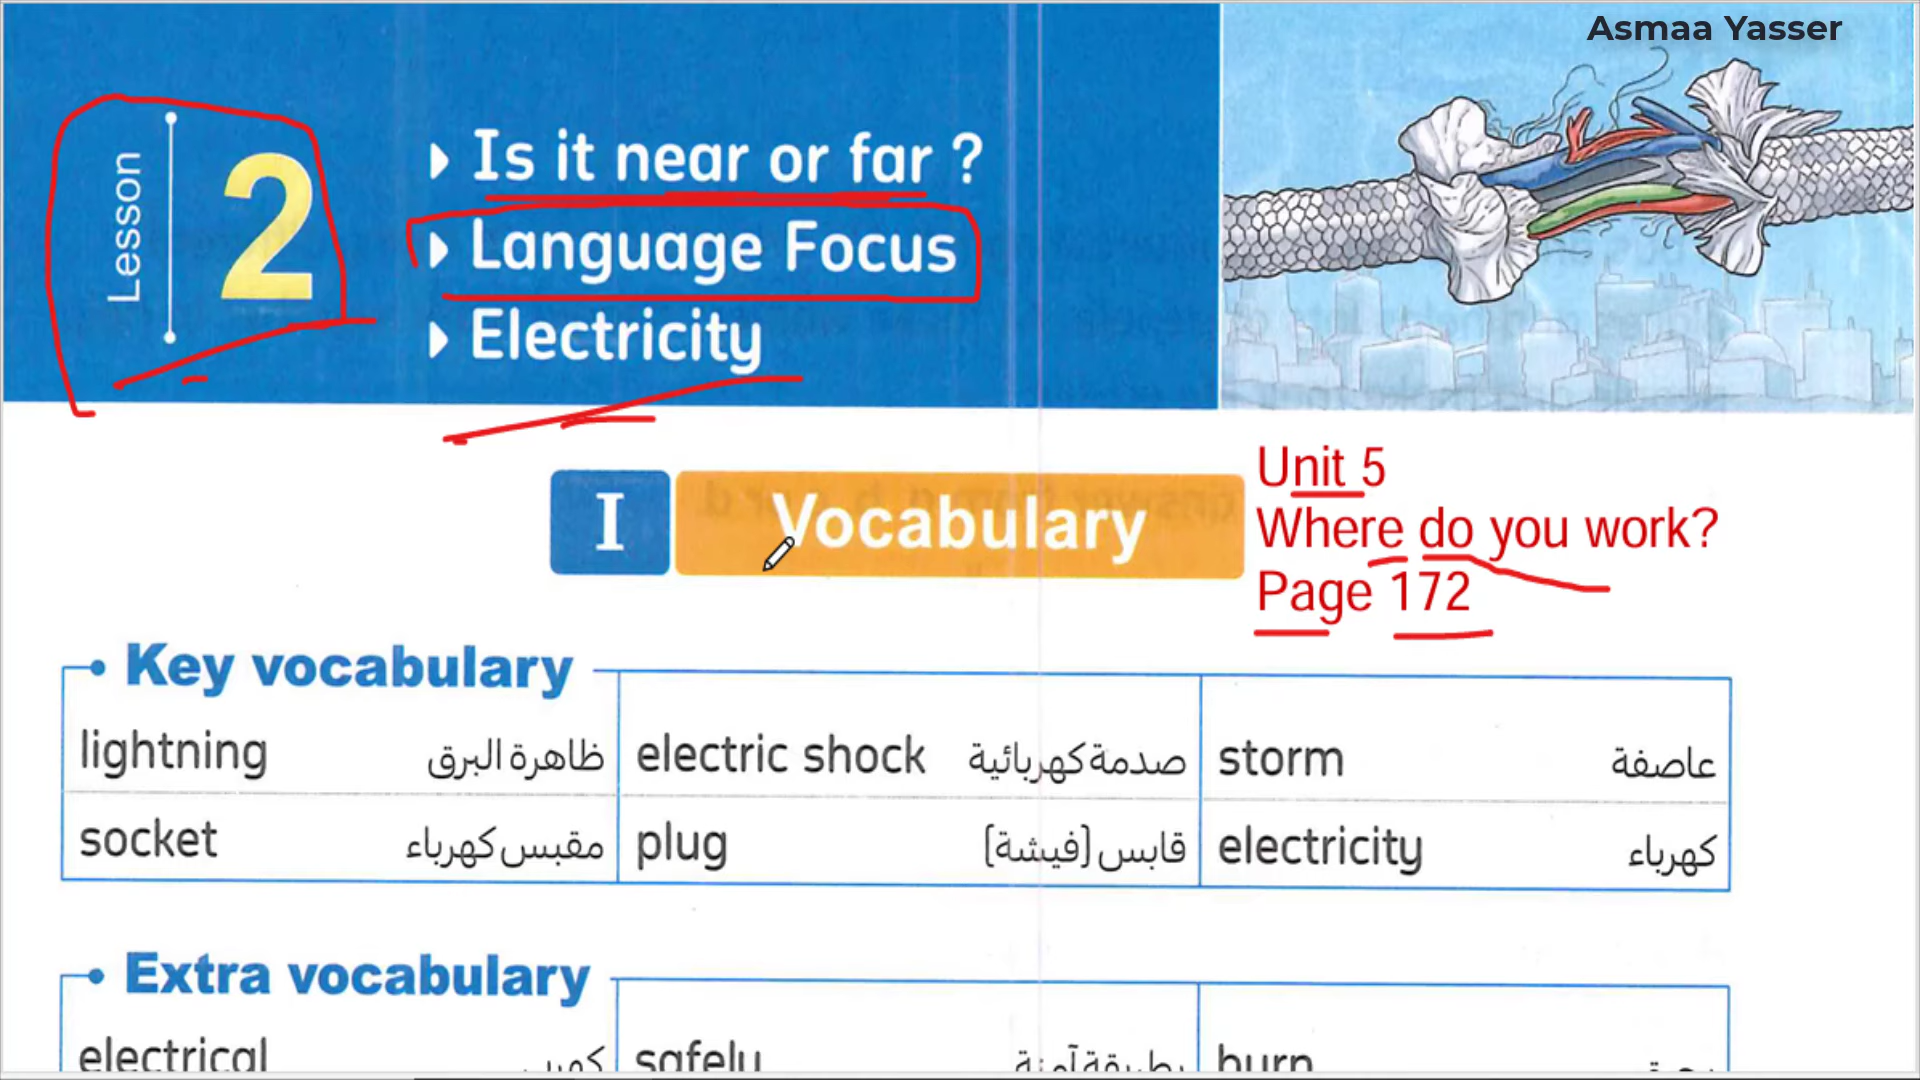 Asmaa Yasser
Lesson 2
Is it near or far ?
Language Focus
Electricity
I Vocabulary
Unit 5
Where do you work?
Page 172
Key vocabulary
lightning ظاهرة البرق electric shock صدمة كهربائية storm عاصفة
socket مقبس كهرباء plug قابس (فيشة) electricity كهرباء
Extra vocabulary
electrical safely بطريقة آمنة burn